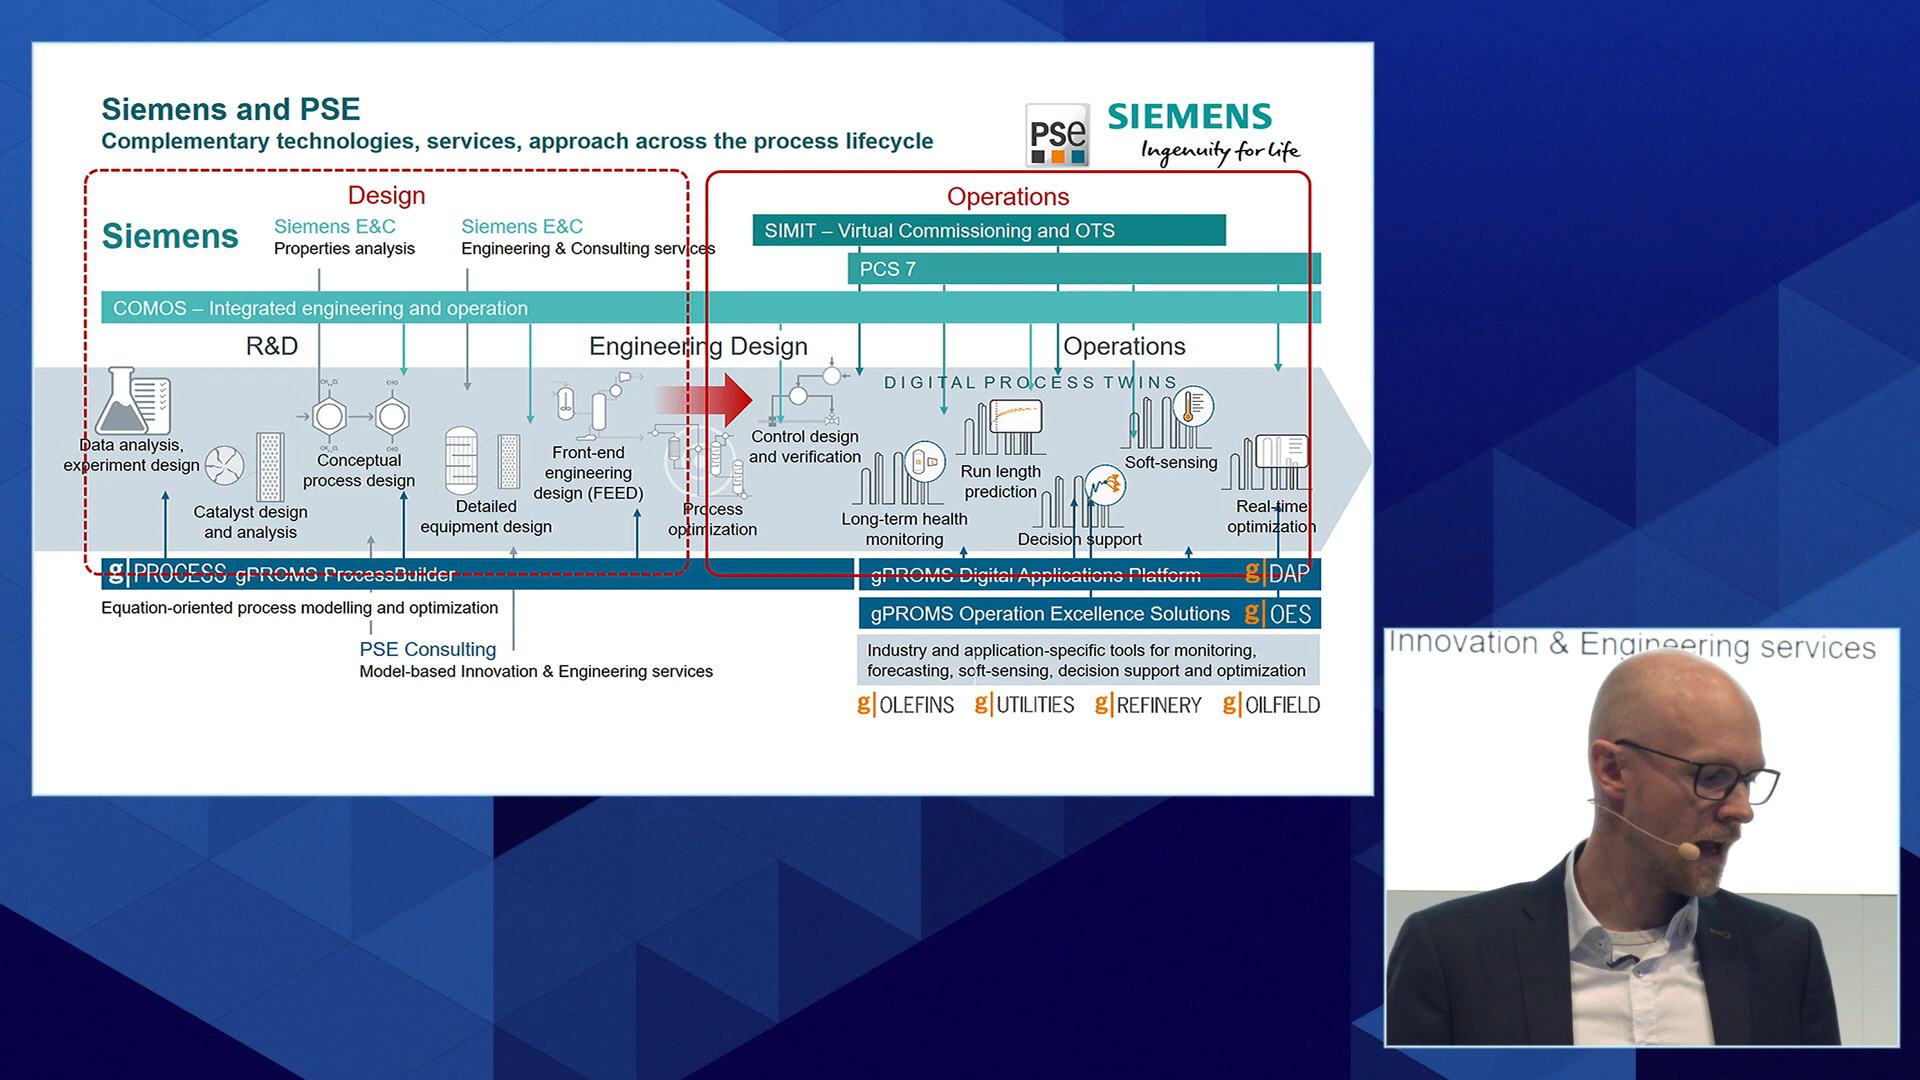 Siemens and PSE
Complementary technologies, services, approach across the process lifecycle
PSe
SIEMENS
Ingenuity for life
Design
Operations
Siemens
Siemens E&C
Properties analysis
Siemens E&C
Engineering & Consulting services
SIMIT – Virtual Commissioning and OTS
PCS 7
COMOS – Integrated engineering and operation
R&D
Engineering Design
Operations
DIGITAL PROCESS TWINS
Data analysis,
experiment design
Catalyst design
and analysis
Conceptual
process design
Detailed
equipment design
Front-end
engineering
design (FEED)
Process
optimization
Control design
and verification
Long-term health
monitoring
Run length
prediction
Decision support
Soft-sensing
Real-time
optimization
g|PROCESS gPROMS ProcessBuilder
Equation-oriented process modelling and optimization
PSE Consulting
Model-based Innovation & Engineering services
gPROMS Digital Applications Platform g|DAP
gPROMS Operation Excellence Solutions g|OES
Industry and application-specific tools for monitoring,
forecasting, soft-sensing, decision support and optimization
g|OLEFINS g|UTILITIES g|REFINERY g|OILFIELD
Innovation & Engineering services